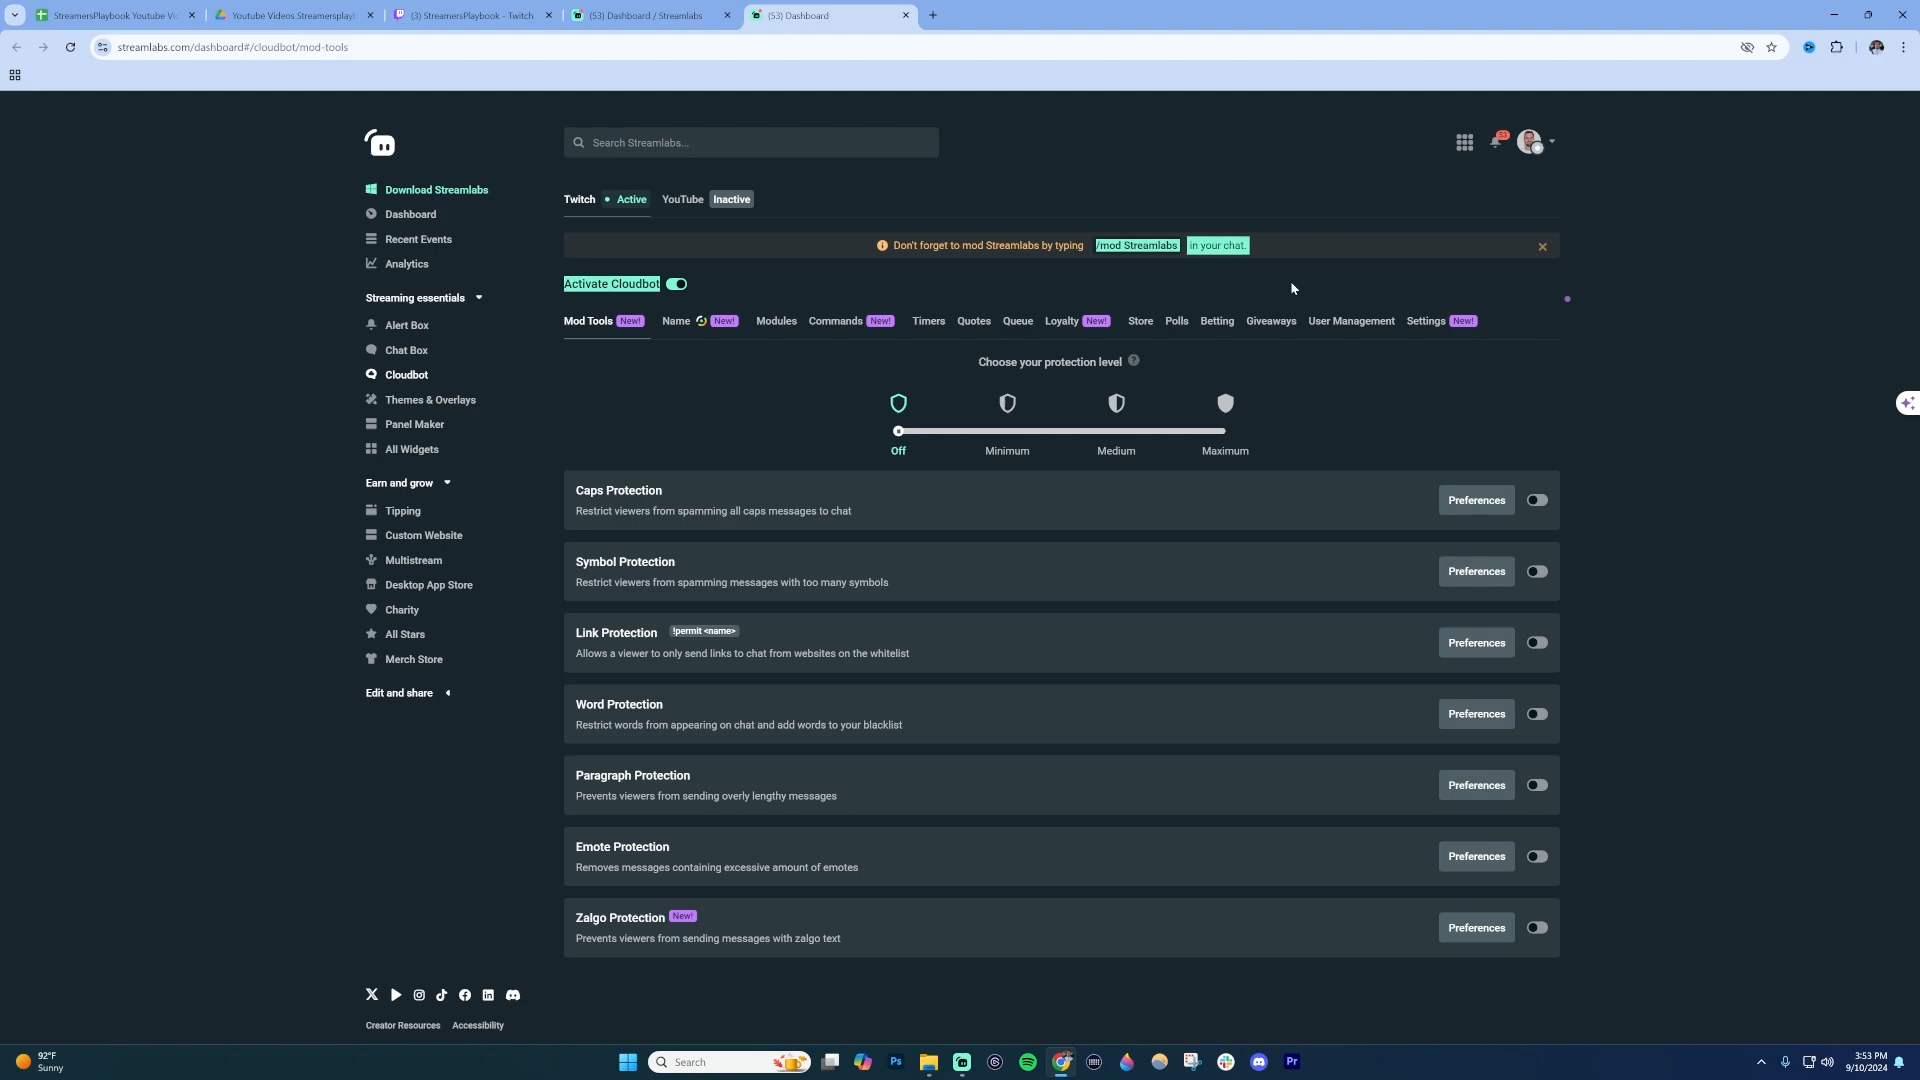 StreamersPlaybook Youtube Vi
Youtube Videos Streamersplay
(3) StreamersPlaybook - Twitch
(53) Dashboard / Streamlabs
(53) Dashboard
streamlabs.com/dashboard#/cloudbot/mod-tools
Search Streamlabs...
53
Download Streamlabs
Dashboard
Recent Events
Analytics
Streaming essentials
Alert Box
Chat Box
Cloudbot
Themes & Overlays
Panel Maker
All Widgets
Earn and grow
Tipping
Custom Website
Multistream
Desktop App Store
Charity
All Stars
Merch Store
Edit and share
Creator Resources Accessibility
Twitch Active YouTube Inactive
Don't forget to mod Streamlabs by typing /mod Streamlabs in your chat.
Activate Cloudbot
Mod Tools New! Name New! Modules Commands New! Timers Quotes Queue Loyalty New! Store Polls Betting Giveaways User Management Settings New!
Choose your protection level
Off Minimum Medium Maximum
Caps Protection
Restrict viewers from spamming all caps messages to chat
Preferences
Symbol Protection
Restrict viewers from spamming messages with too many symbols
Preferences
Link Protection !permit <name>
Allows a viewer to only send links to chat from websites on the whitelist
Preferences
Word Protection
Restrict words from appearing on chat and add words to your blacklist
Preferences
Paragraph Protection
Prevents viewers from sending overly lengthy messages
Preferences
Emote Protection
Removes messages containing excessive amount of emotes
Preferences
Zalgo Protection New!
Prevents viewers from sending messages with zalgo text
Preferences
92°F
Sunny
Search
Ps
Pr
3:53 PM
9/10/2024